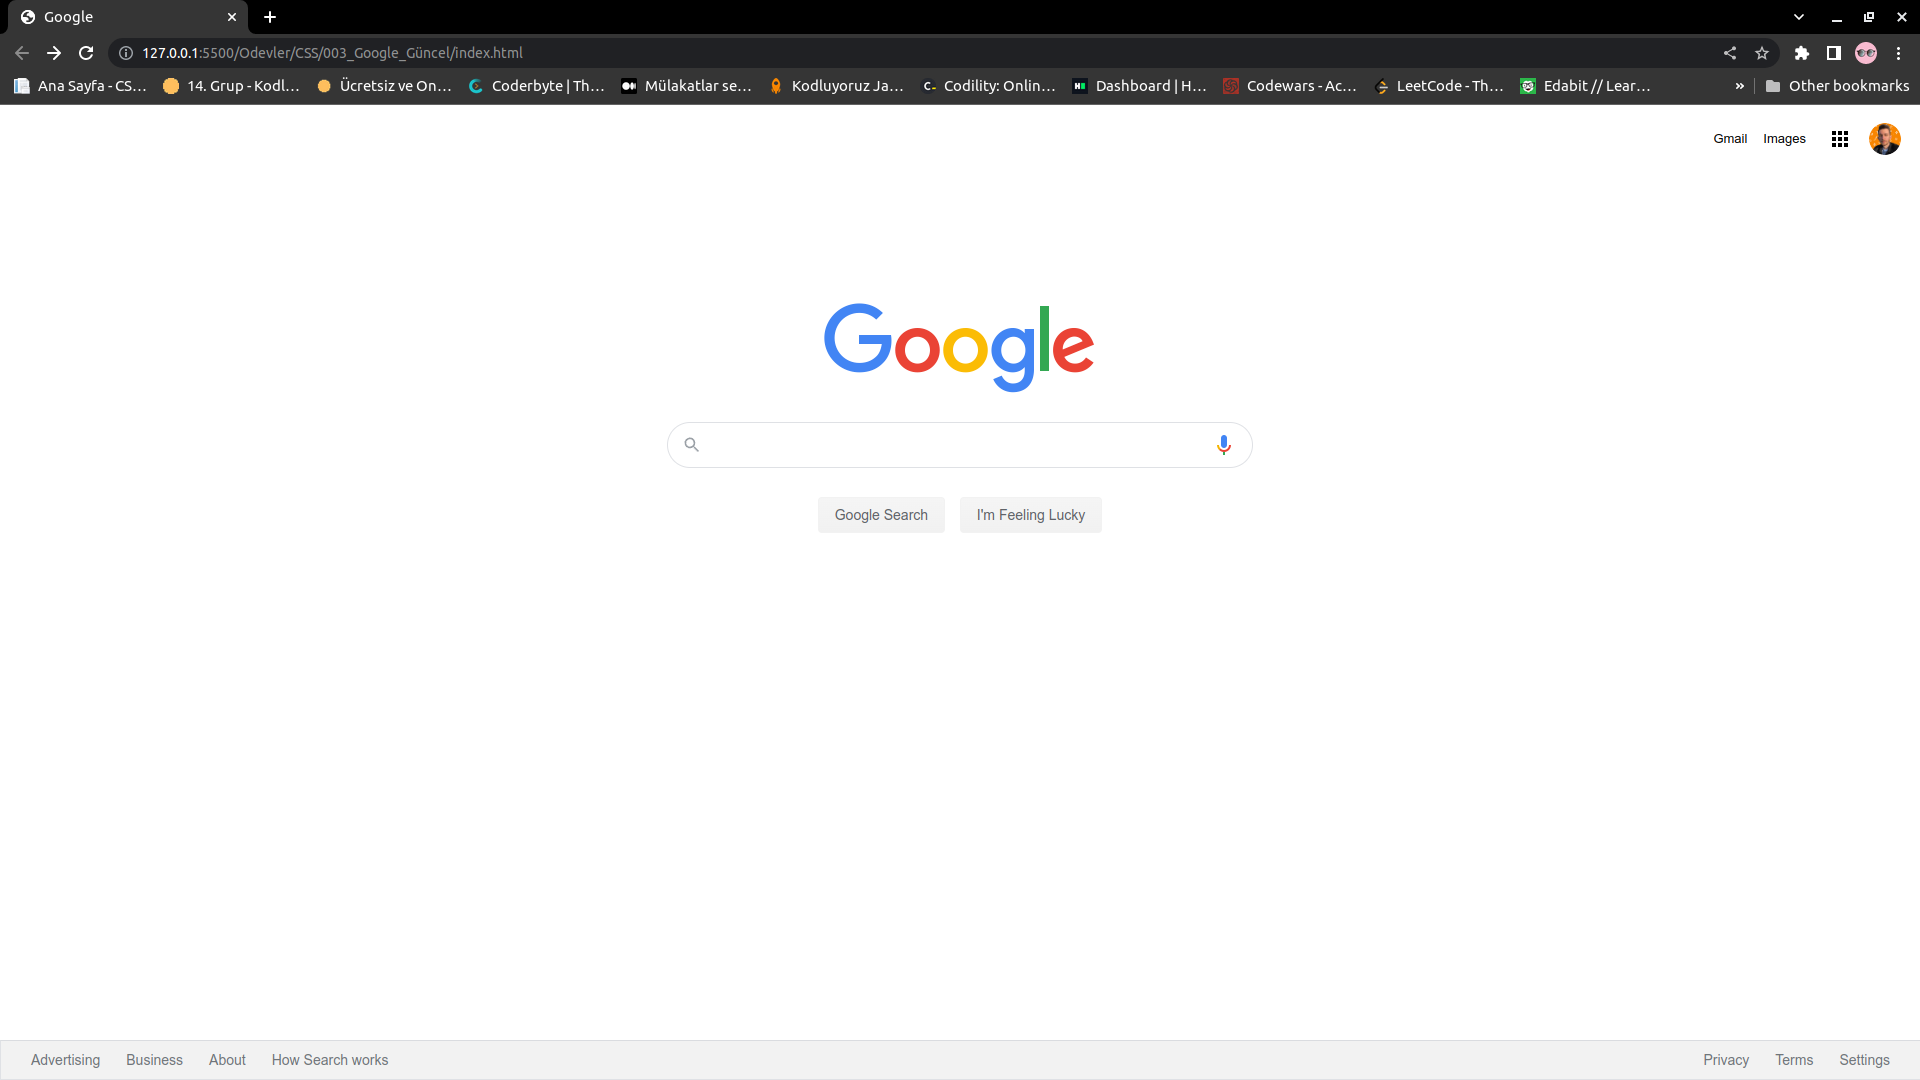 Google
127.0.0.1:5500/Odevler/CSS/003_Google_Güncel/index.html
Ana Sayfa - CS... 14. Grup - Kodl... Ücretsiz ve On... Coderbyte | Th... Mülakatlar se... Kodluyoruz Ja... Codility: Onlin... Dashboard | H... Codewars - Ac... LeetCode - Th... Edabit // Lear... » Other bookmarks
Gmail Images
Google
Google Search I'm Feeling Lucky
Advertising Business About How Search works Privacy Terms Settings